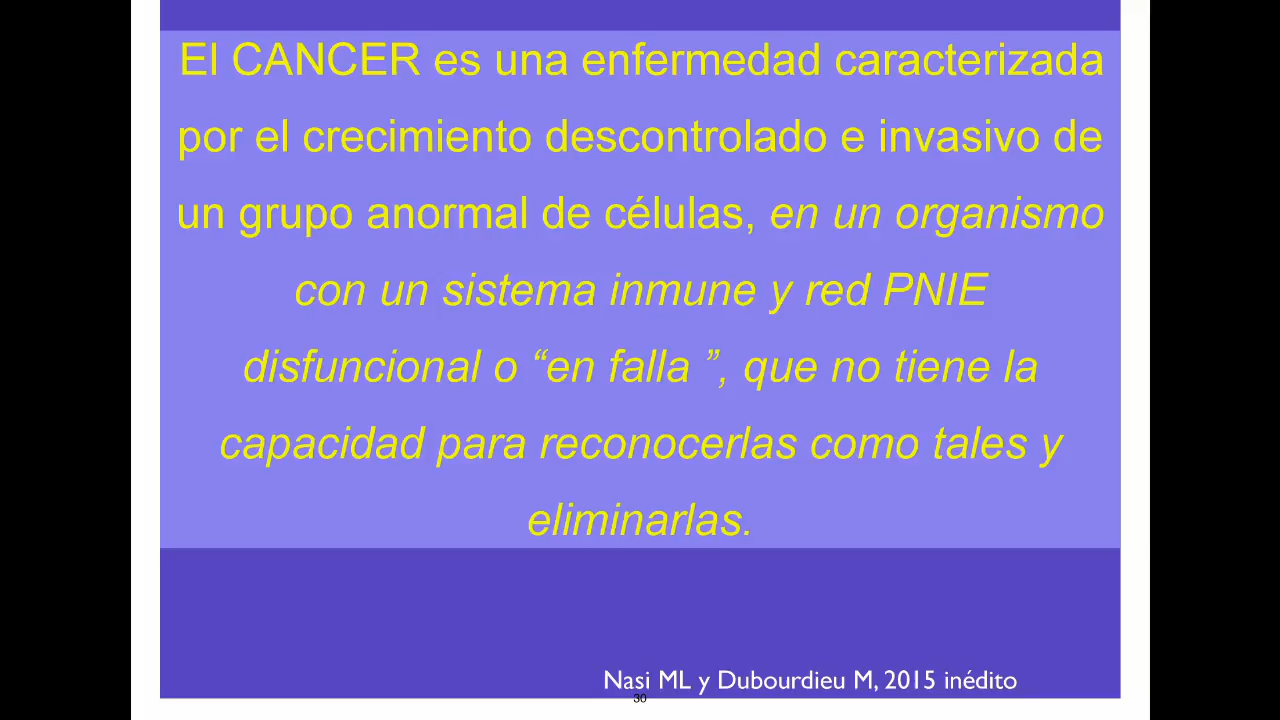 El CANCER es una enfermedad caracterizada
por el crecimiento descontrolado e invasivo de
un grupo anormal de células, en un organismo
con un sistema inmune y red PNIE
disfuncional o “en falla ”, que no tiene la
capacidad para reconocerlas como tales y
eliminarlas.
Nasi ML y Dubourdieu M, 2015 inédito
30